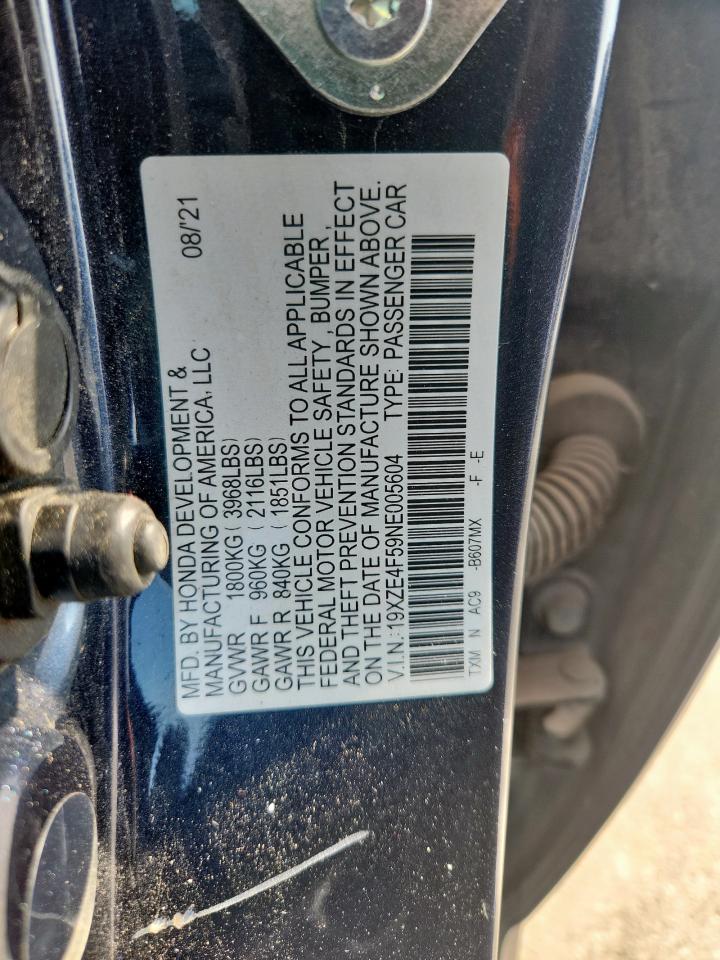 MFD. BY HONDA DEVELOPMENT & 08/'21
MANUFACTURING OF AMERICA, LLC
GVWR 1800KG ( 3968LBS)
GAWR F 960KG ( 2116LBS)
GAWR R 840KG ( 1851LBS)
THIS VEHICLE CONFORMS TO ALL APPLICABLE
FEDERAL MOTOR VEHICLE SAFETY , BUMPER ,
AND THEFT PREVENTION STANDARDS IN EFFECT
ON THE DATE OF MANUFACTURE SHOWN ABOVE.
V.I.N.: 19XZE4F59NE005604 TYPE: PASSENGER CAR
TXM N AC9 -B607MX -F -E